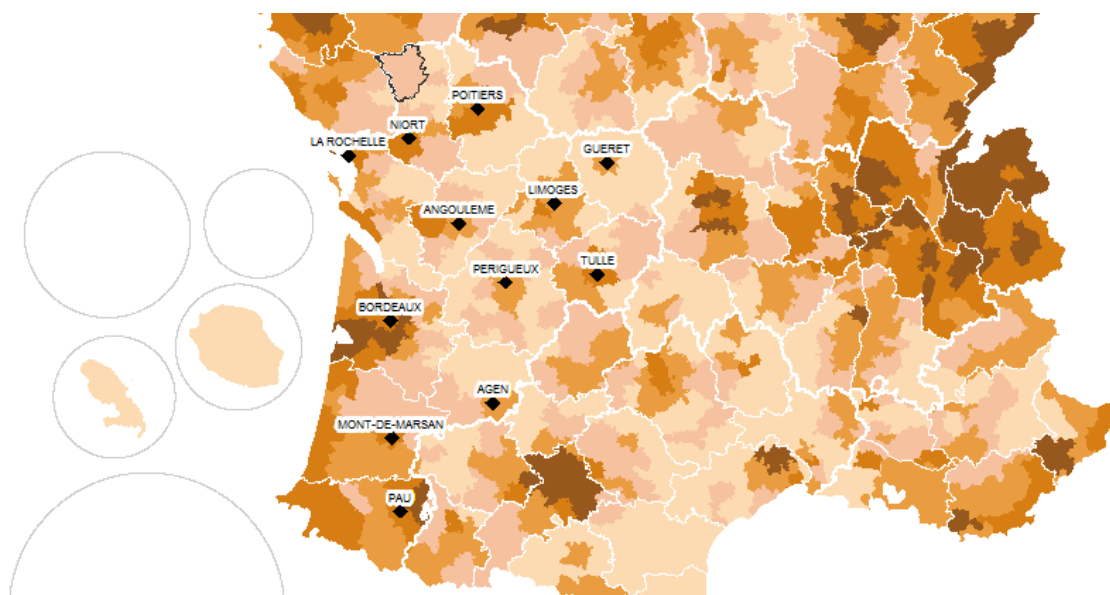 POITIERS
NIORT
LA ROCHELLE
GUERET
LIMOGES
ANGOULEME
PERIGUEUX
TULLE
BORDEAUX
AGEN
MONT-DE-MARSAN
PAU